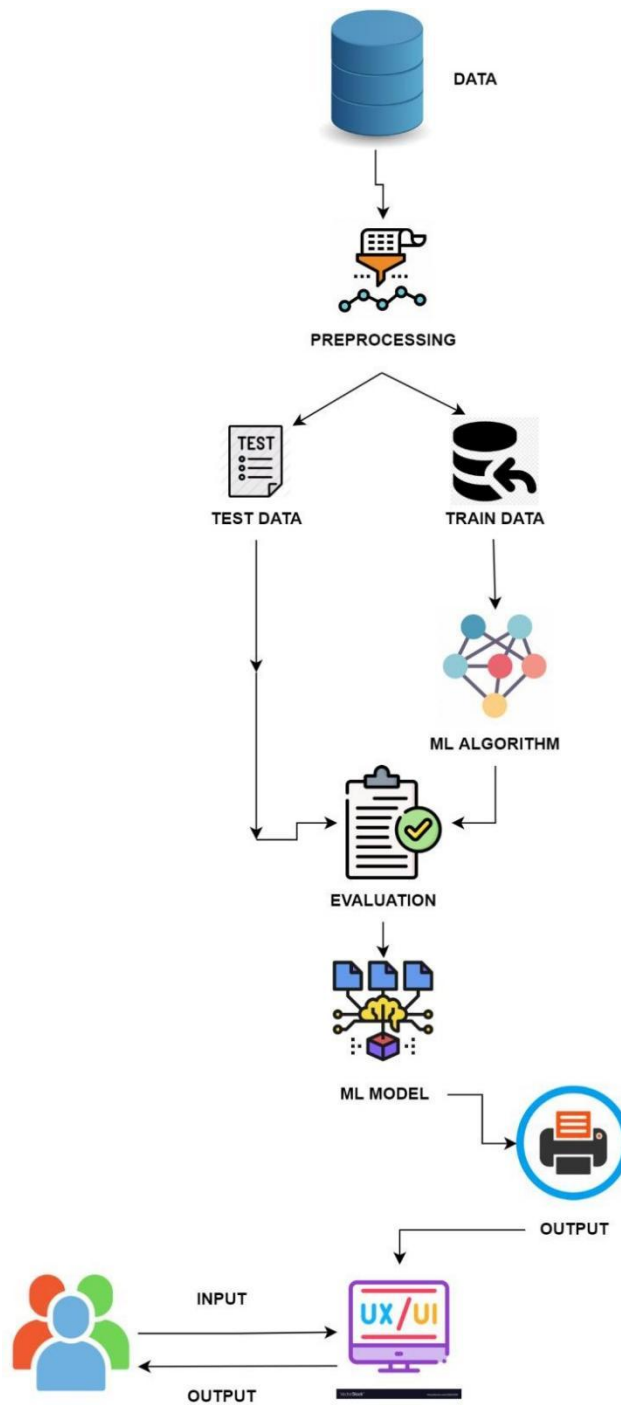 DATA
PREPROCESSING
TEST
TEST DATA
TRAIN DATA
ML ALGORITHM
EVALUATION
ML MODEL
OUTPUT
INPUT
UX/UI
OUTPUT